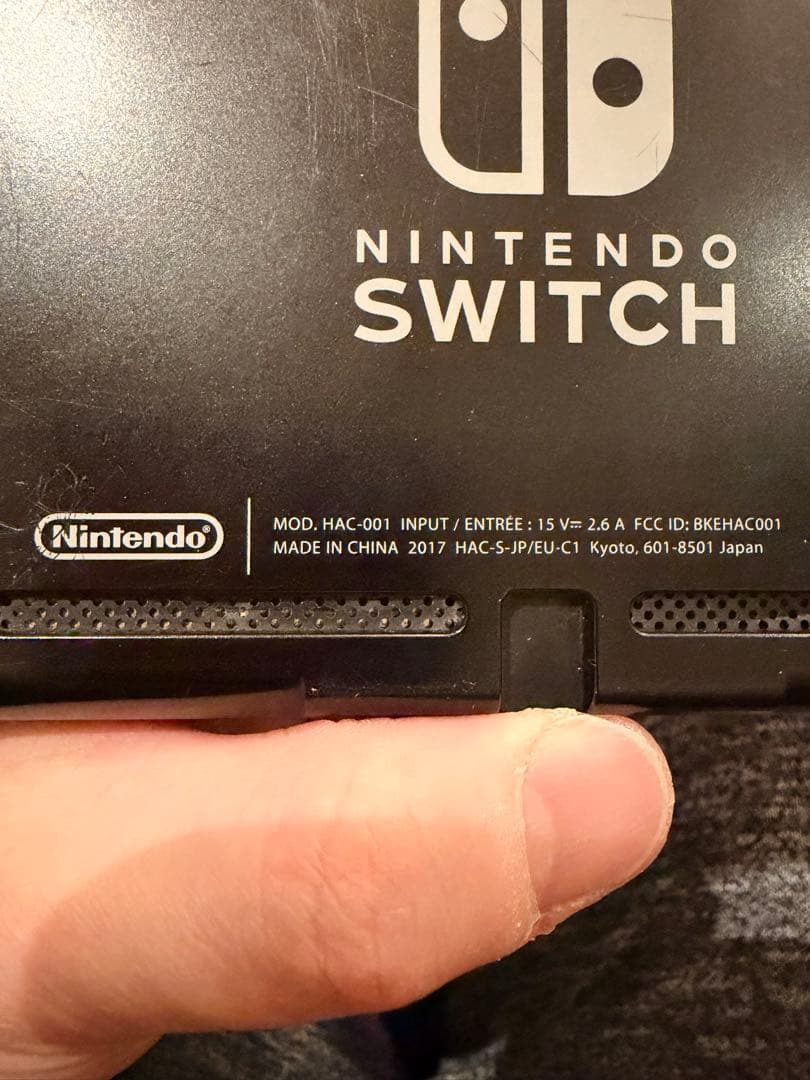 NINTENDO
SWITCH
Nintendo®
MOD. HAC-001 INPUT / ENTRÉE : 15 V⎓ 2.6 A FCC ID: BKEHAC001
MADE IN CHINA 2017 HAC-S-JP/EU-C1 Kyoto, 601-8501 Japan